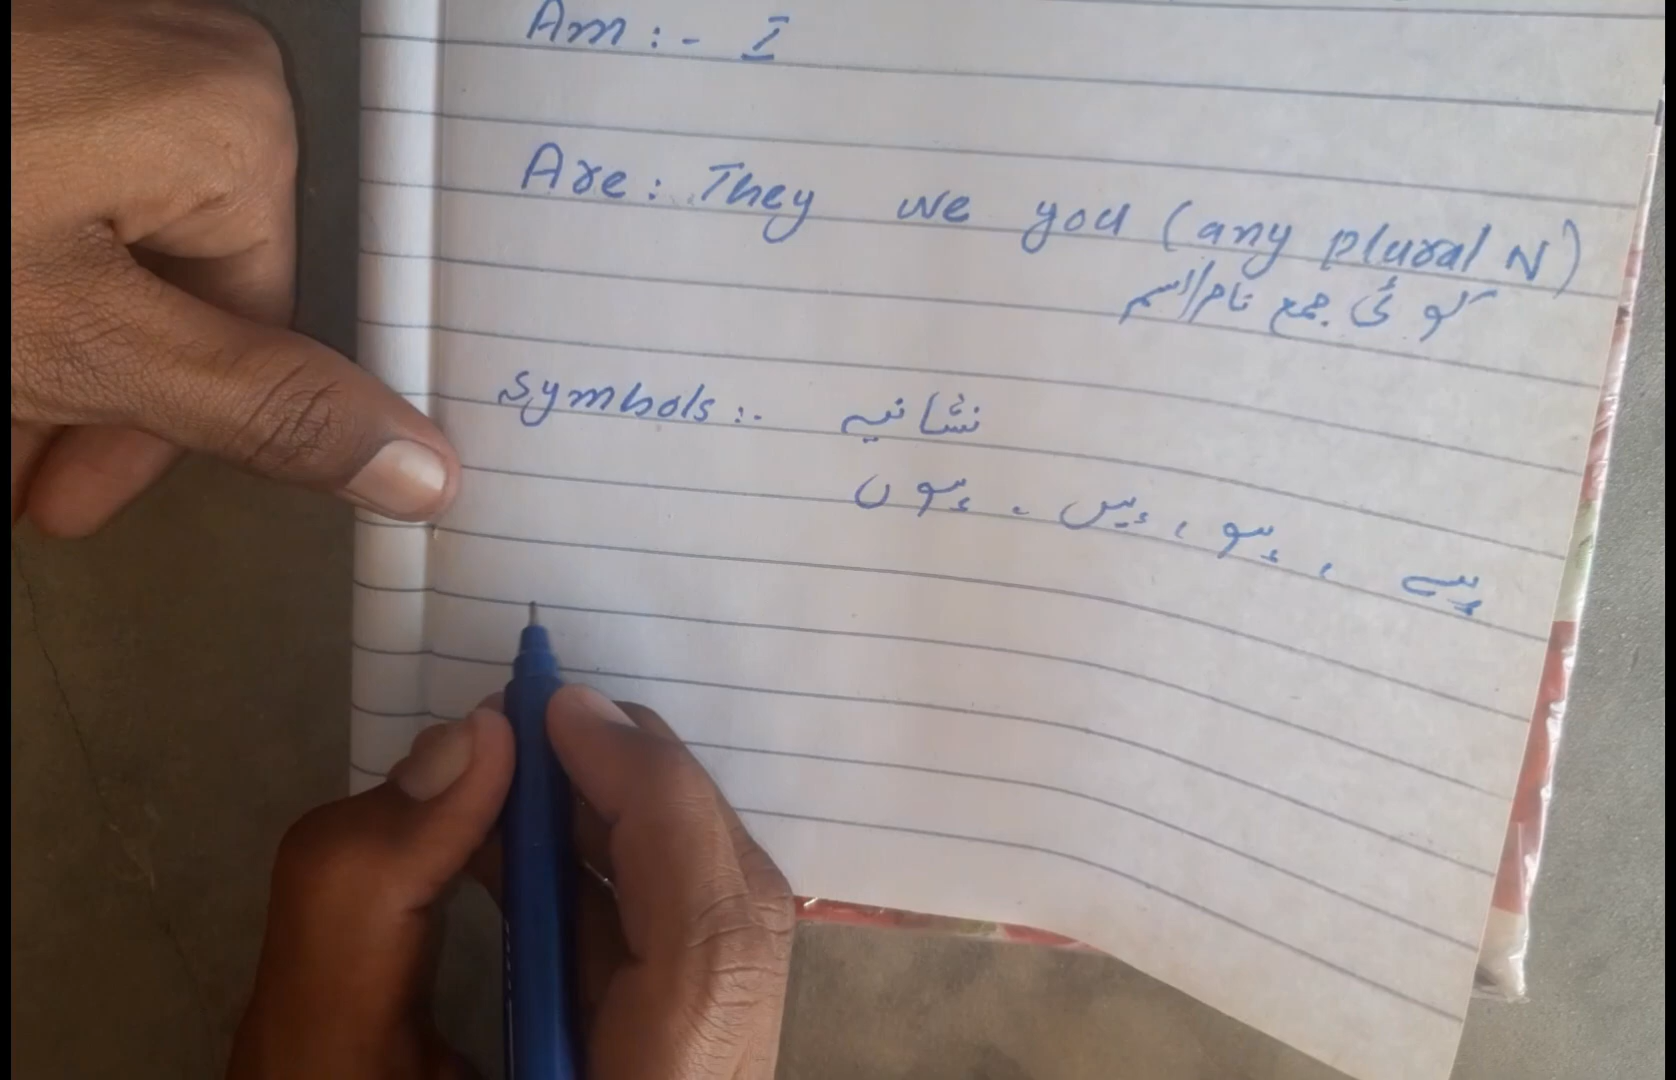 Am :- I
Are : They we you (any plural N)
کوئی جمع نام/اسم
Symbols :- نشانیہ
ہے ، ہو ، ہیں ، ہوں